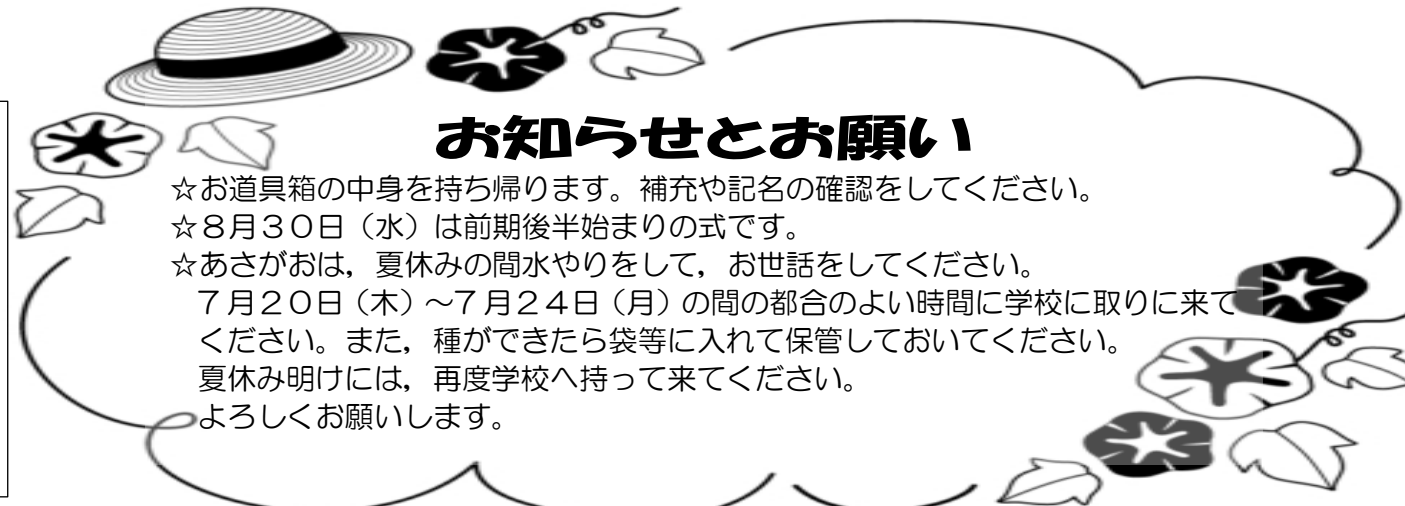 お知らせとお願い
☆お道具箱の中身を持ち帰ります。補充や記名の確認をしてください。
☆８月３０日（水）は前期後半始まりの式です。
☆あさがおは，夏休みの間水やりをして，お世話をしてください。
７月２０日（木）～７月２４日（月）の間の都合のよい時間に学校に取りに来て
ください。また，種ができたら袋等に入れて保管しておいてください。
夏休み明けには，再度学校へ持って来てください。
よろしくお願いします。